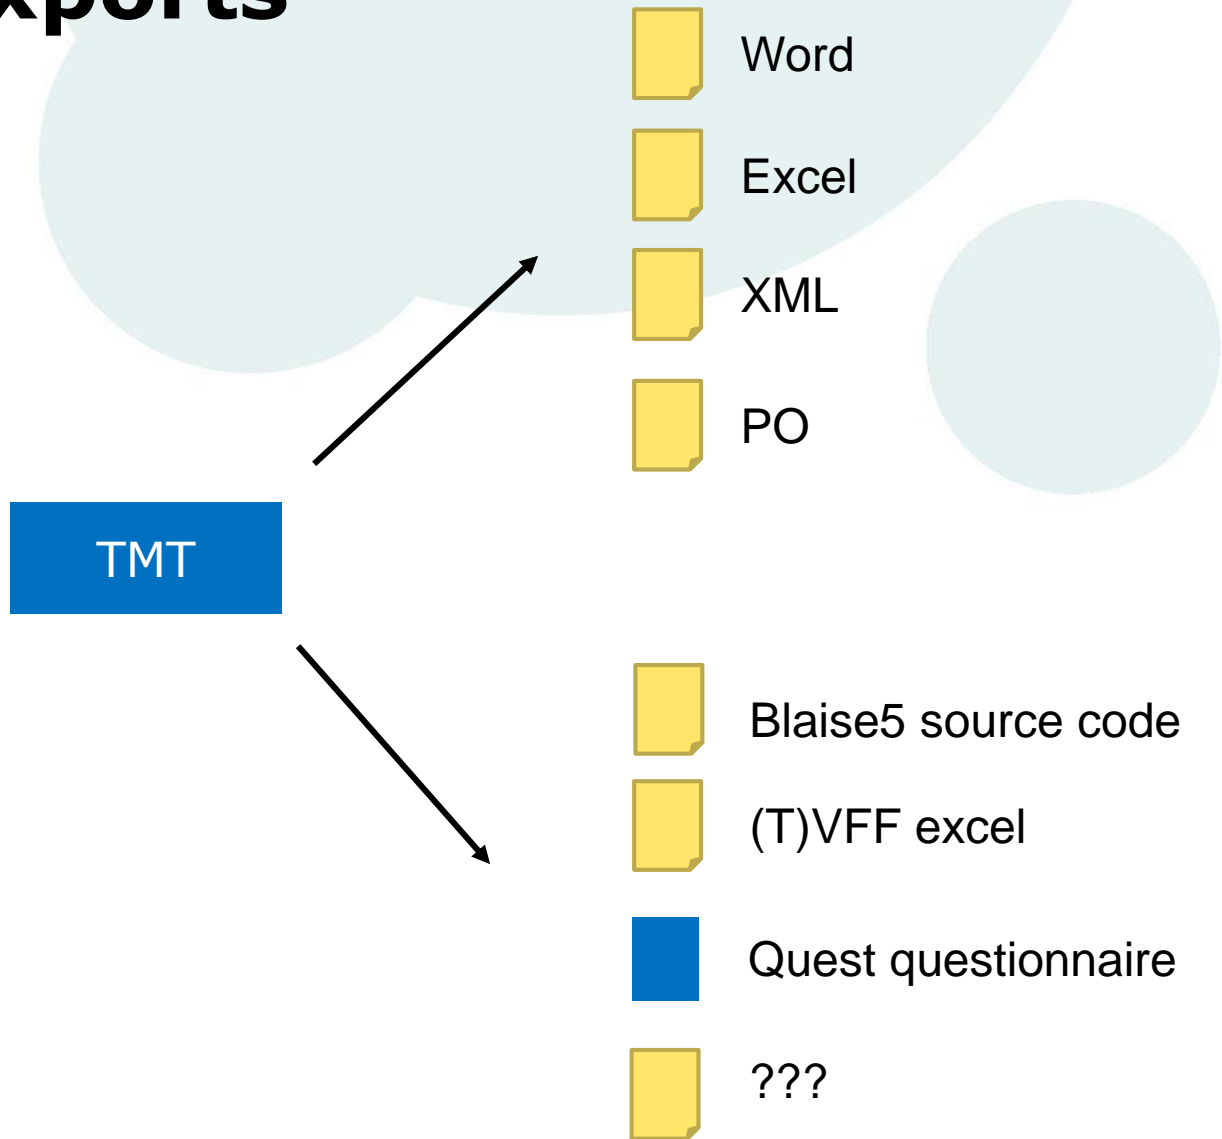 xports
Word
Excel
XML
PO
TMT
Blaise5 source code
(T)VFF excel
Quest questionnaire
???